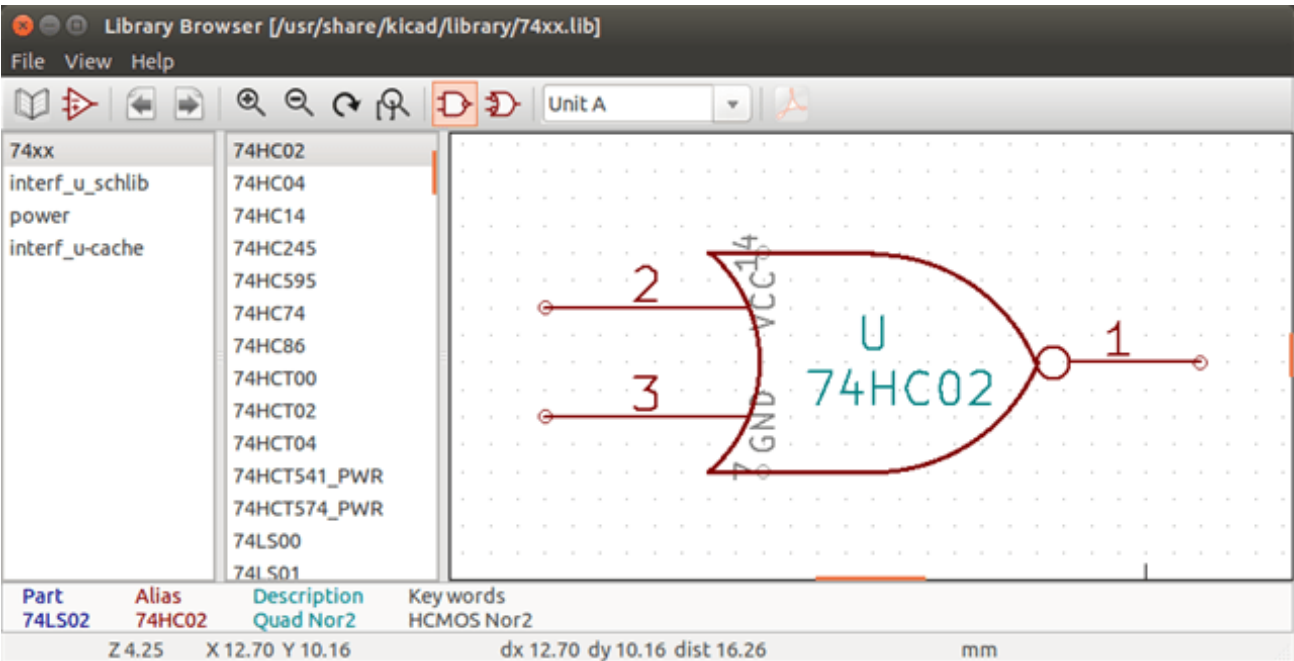 Library Browser [/usr/share/kicad/library/74xx.lib]
File View Help
Unit A
74xx
interf_u_schlib
power
interf_u-cache
74HC02
74HC04
74HC14
74HC245
74HC595
74HC74
74HC86
74HCT00
74HCT02
74HCT04
74HCT541_PWR
74HCT574_PWR
74LS00
74LS01
14
VCC
2
3
GND
7
U
74HC02
1
Part Alias Description Key words
74LS02 74HC02 Quad Nor2 HCMOS Nor2
Z 4.25 X 12.70 Y 10.16 dx 12.70 dy 10.16 dist 16.26 mm